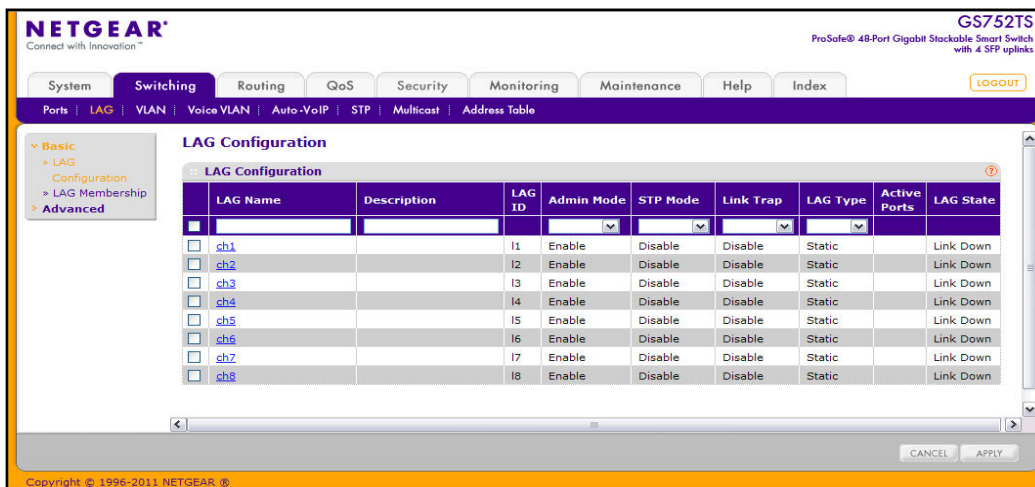 NETGEAR®
Connect with Innovation™
GS752TS
ProSafe® 48-Port Gigabit Stackable Smart Switch
with 4 SFP uplinks
System Switching Routing QoS Security Monitoring Maintenance Help Index LOGOUT
Ports LAG VLAN Voice VLAN Auto-VoIP STP Multicast Address Table
Basic
» LAG
Configuration
» LAG Membership
Advanced
LAG Configuration
LAG Configuration ?
LAG Name Description LAG ID Admin Mode STP Mode Link Trap LAG Type Active Ports LAG State
ch1 l1 Enable Disable Disable Static Link Down
ch2 l2 Enable Disable Disable Static Link Down
ch3 l3 Enable Disable Disable Static Link Down
ch4 l4 Enable Disable Disable Static Link Down
ch5 l5 Enable Disable Disable Static Link Down
ch6 l6 Enable Disable Disable Static Link Down
ch7 l7 Enable Disable Disable Static Link Down
ch8 l8 Enable Disable Disable Static Link Down
CANCEL APPLY
Copyright © 1996-2011 NETGEAR ®